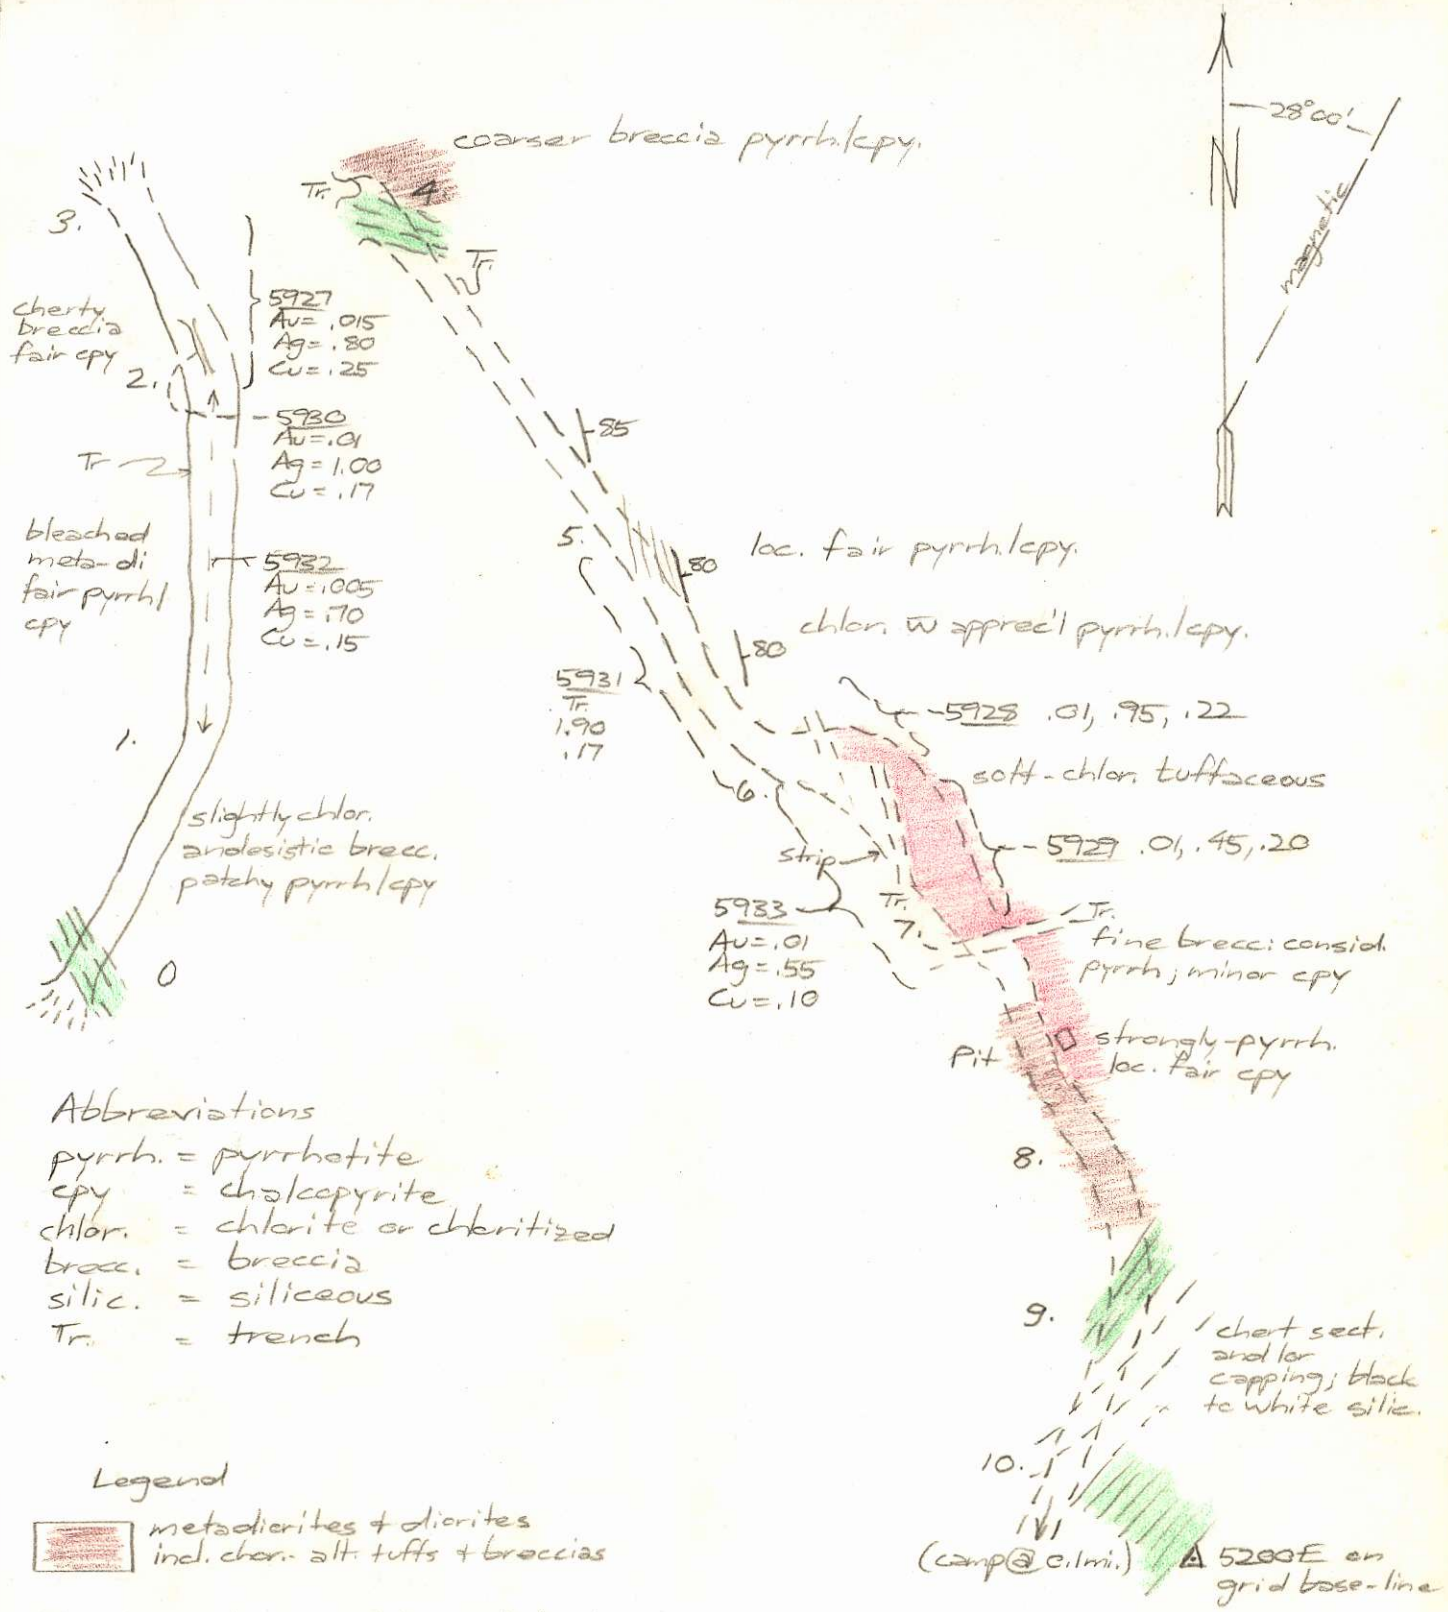 coarser breccia pyrrh./cpy.
28°00'
N
magnetic
Tr.
4.
Tr.
3.
cherty
breccia
fair cpy
2.
5927
Au= .015
Ag= .80
Cu= .25
5930
Au= .01
Ag= 1.00
Cu= .17
Tr
bleached
meta-di
fair pyrrh/
cpy
5932
Au= .005
Ag= .70
Cu= .15
1.
slightly chlor.
andesistic brecc.
patchy pyrrh/cpy
0
85
5.
80
loc. fair pyrrh./cpy.
80
chlor. w apprec'l pyrrh./cpy.
5931
Tr.
1.90
.17
5928 .01, .95, .22
soft-chlor. tuffaceous
6.
strip
5929 .01, .45, .20
5933
Au= .01
Ag= .55
Cu= .10
Tr.
7.
Tr.
fine brecc: consid.
pyrrh; minor cpy
Pit
strongly-pyrrh.
loc. fair cpy
8.
9.
chert sect.
and/or
capping; black
to white silic.
10.
(camp@ 0.1mi.)
5200E on
grid base-line
Abbreviations
pyrrh. = pyrrhotite
cpy = chalcopyrite
chlor. = chlorite or chloritized
brecc. = breccia
silic. = siliceous
Tr. = trench
Legend
metadiorites & diorites
incl. chor.- alt. tuffs & breccias